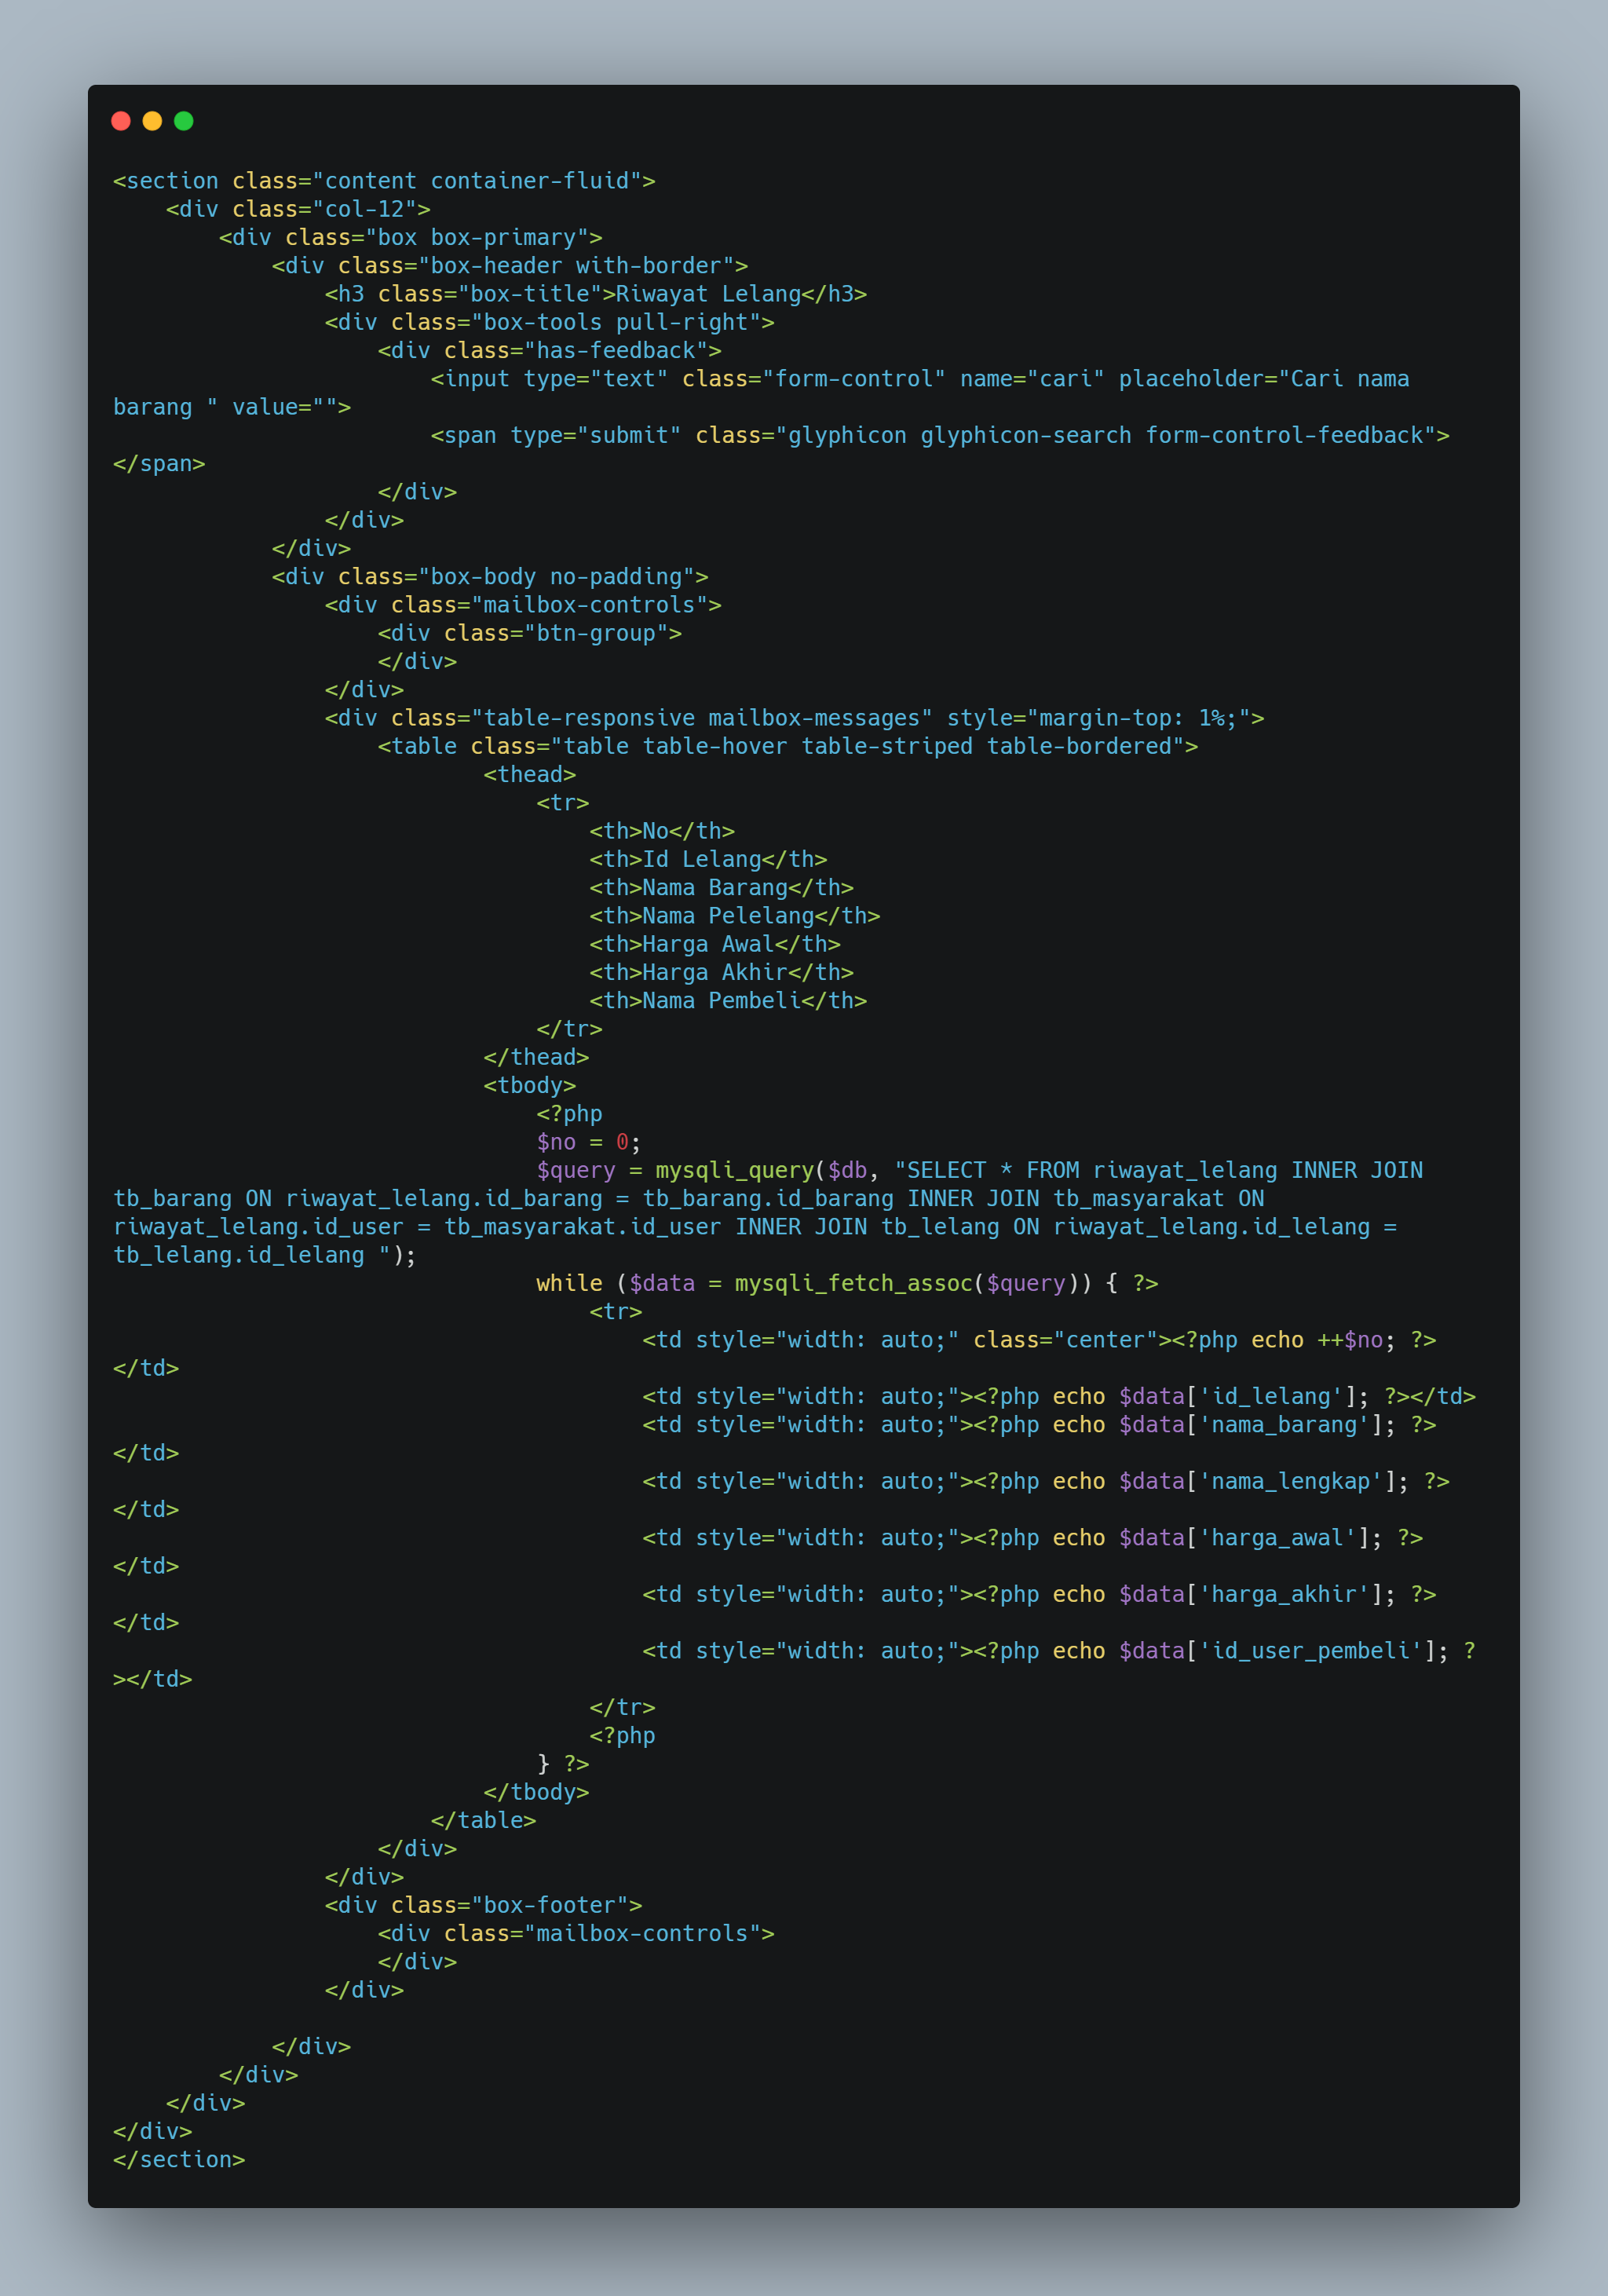 <section class="content container-fluid">
    <div class="col-12">
        <div class="box box-primary">
            <div class="box-header with-border">
                <h3 class="box-title">Riwayat Lelang</h3>
                <div class="box-tools pull-right">
                    <div class="has-feedback">
                        <input type="text" class="form-control" name="cari" placeholder="Cari nama
barang " value="">
                        <span type="submit" class="glyphicon glyphicon-search form-control-feedback">
</span>
                    </div>
                </div>
            </div>
            <div class="box-body no-padding">
                <div class="mailbox-controls">
                    <div class="btn-group">
                    </div>
                </div>
                <div class="table-responsive mailbox-messages" style="margin-top: 1%;">
                    <table class="table table-hover table-striped table-bordered">
                            <thead>
                                <tr>
                                    <th>No</th>
                                    <th>Id Lelang</th>
                                    <th>Nama Barang</th>
                                    <th>Nama Pelelang</th>
                                    <th>Harga Awal</th>
                                    <th>Harga Akhir</th>
                                    <th>Nama Pembeli</th>
                                </tr>
                            </thead>
                            <tbody>
                                <?php
                                $no = 0;
                                $query = mysqli_query($db, "SELECT * FROM riwayat_lelang INNER JOIN
tb_barang ON riwayat_lelang.id_barang = tb_barang.id_barang INNER JOIN tb_masyarakat ON
riwayat_lelang.id_user = tb_masyarakat.id_user INNER JOIN tb_lelang ON riwayat_lelang.id_lelang =
tb_lelang.id_lelang ");
                                while ($data = mysqli_fetch_assoc($query)) { ?>
                                    <tr>
                                        <td style="width: auto;" class="center"><?php echo ++$no; ?>
</td>
                                        <td style="width: auto;"><?php echo $data['id_lelang']; ?></td>
                                        <td style="width: auto;"><?php echo $data['nama_barang']; ?>
</td>
                                        <td style="width: auto;"><?php echo $data['nama_lengkap']; ?>
</td>
                                        <td style="width: auto;"><?php echo $data['harga_awal']; ?>
</td>
                                        <td style="width: auto;"><?php echo $data['harga_akhir']; ?>
</td>
                                        <td style="width: auto;"><?php echo $data['id_user_pembeli']; ?
></td>
                                    </tr>
                                    <?php
                                } ?>
                            </tbody>
                        </table>
                    </div>
                </div>
                <div class="box-footer">
                    <div class="mailbox-controls">
                    </div>
                </div>

            </div>
        </div>
    </div>
</div>
</section>